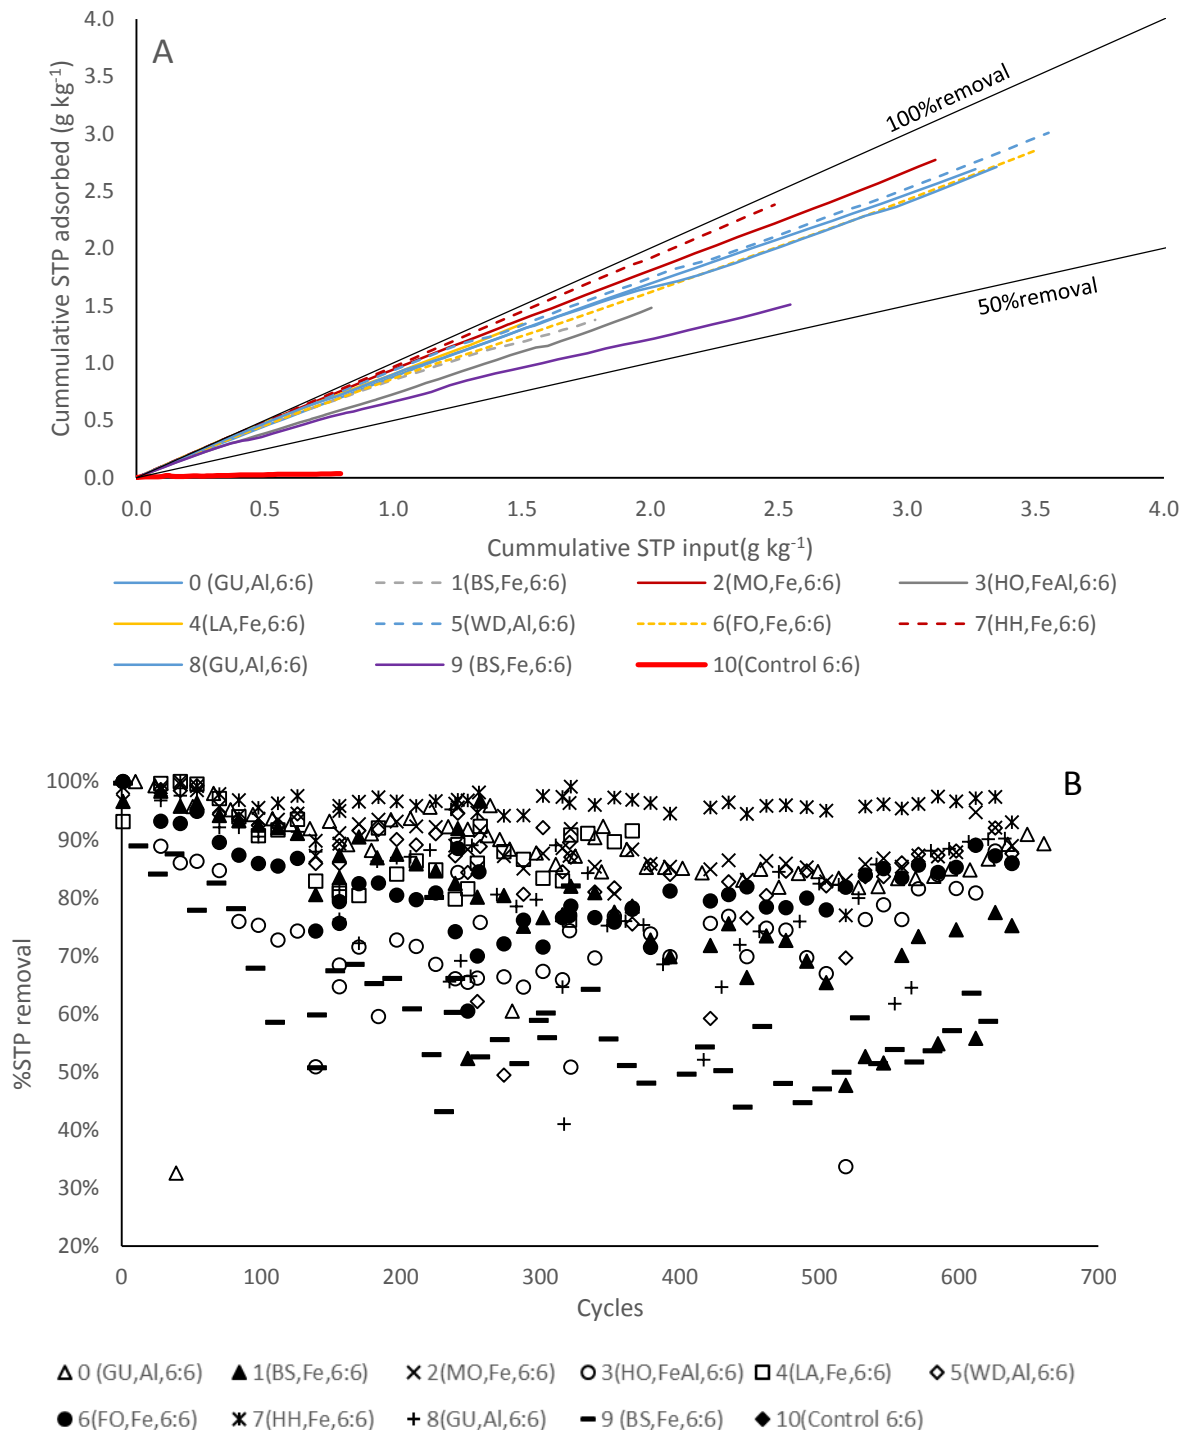 A
4.0
3.5
3.0
2.5
2.0
1.5
1.0
0.5
0.0
Cummulative STP adsorbed (g kg⁻¹)
100%removal
50%removal
0.0 0.5 1.0 1.5 2.0 2.5 3.0 3.5 4.0
Cummulative STP input(g kg⁻¹)
0 (GU,Al,6:6) 1(BS,Fe,6:6) 2(MO,Fe,6:6) 3(HO,FeAl,6:6)
4(LA,Fe,6:6) 5(WD,Al,6:6) 6(FO,Fe,6:6) 7(HH,Fe,6:6)
8(GU,Al,6:6) 9 (BS,Fe,6:6) 10(Control 6:6)
B
100%
90%
80%
70%
60%
50%
40%
30%
20%
%STP removal
0 100 200 300 400 500 600 700
Cycles
0 (GU,Al,6:6) 1(BS,Fe,6:6) 2(MO,Fe,6:6) 3(HO,FeAl,6:6) 4(LA,Fe,6:6) 5(WD,Al,6:6)
6(FO,Fe,6:6) 7(HH,Fe,6:6) 8(GU,Al,6:6) 9 (BS,Fe,6:6) 10(Control 6:6)